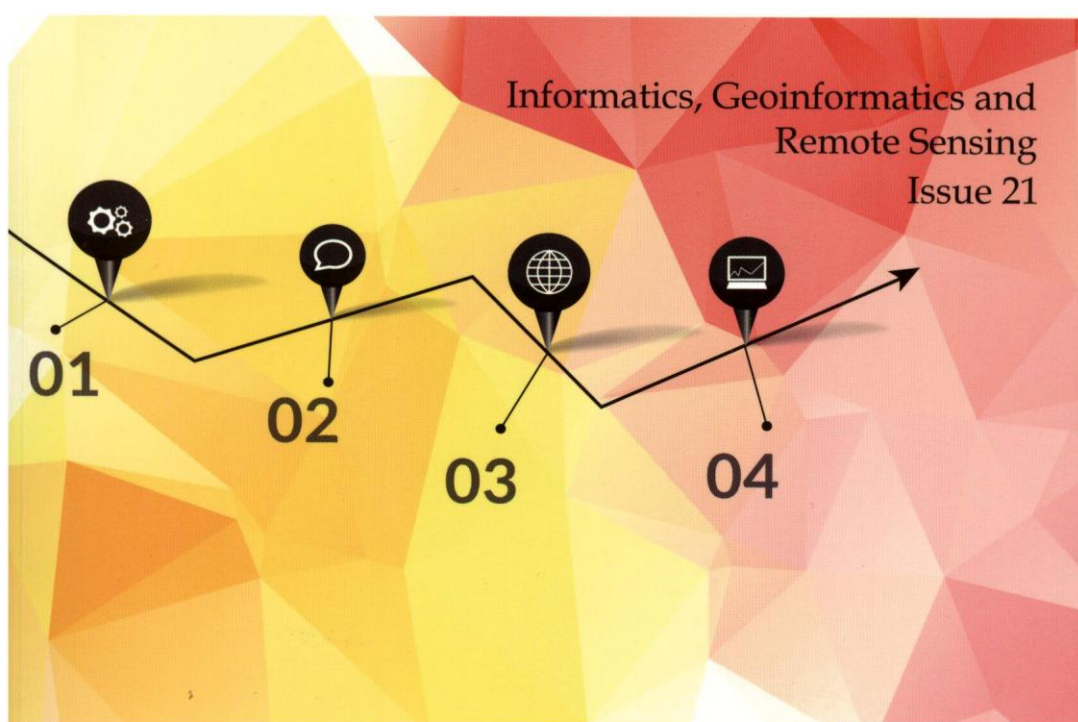 Informatics, Geoinformatics and
Remote Sensing
Issue 21
01
02
03
04